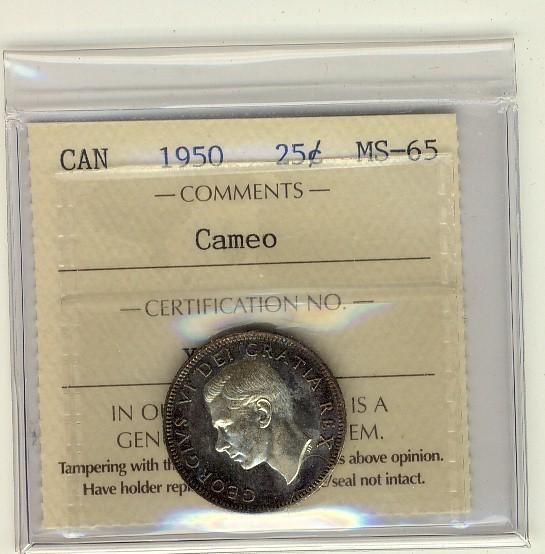 CAN 1950 25¢ MS-65
— COMMENTS —
Cameo
— CERTIFICATION NO. —
GEORGIVS VI DEI GRATIA REX
IN IS A
Tampering with above opinion.
Have holder /seal not intact.